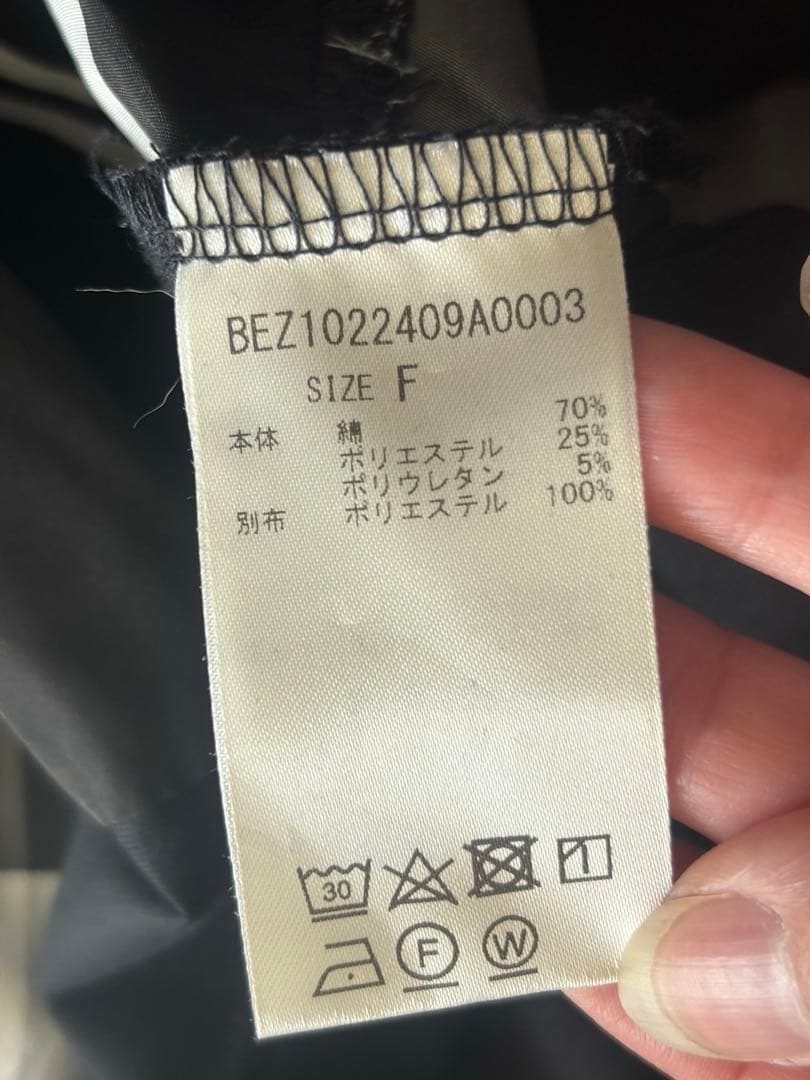 BEZ1022409A0003
SIZE F
本体 綿 70%
ポリエステル 25%
ポリウレタン 5%
別布 ポリエステル 100%
30
F W